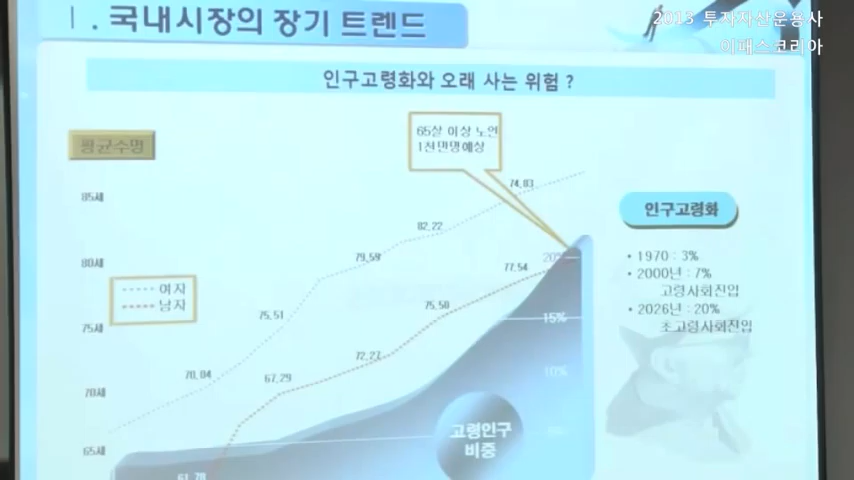 2013 투자자산운용사
이패스코리아
Ⅰ. 국내시장의 장기 트렌드
인구고령화와 오래 사는 위험 ?
평균수명
65살 이상 노인
1천만명예상
85세
80세
75세
70세
65세
여자
남자
74.03
82.22
79.59
75.51
70.04
77.54
75.50
72.27
67.29
61.78
20%
15%
10%
고령인구
비중
인구고령화
• 1970 : 3%
• 2000년 : 7%
고령사회진입
• 2026년 : 20%
초고령사회진입